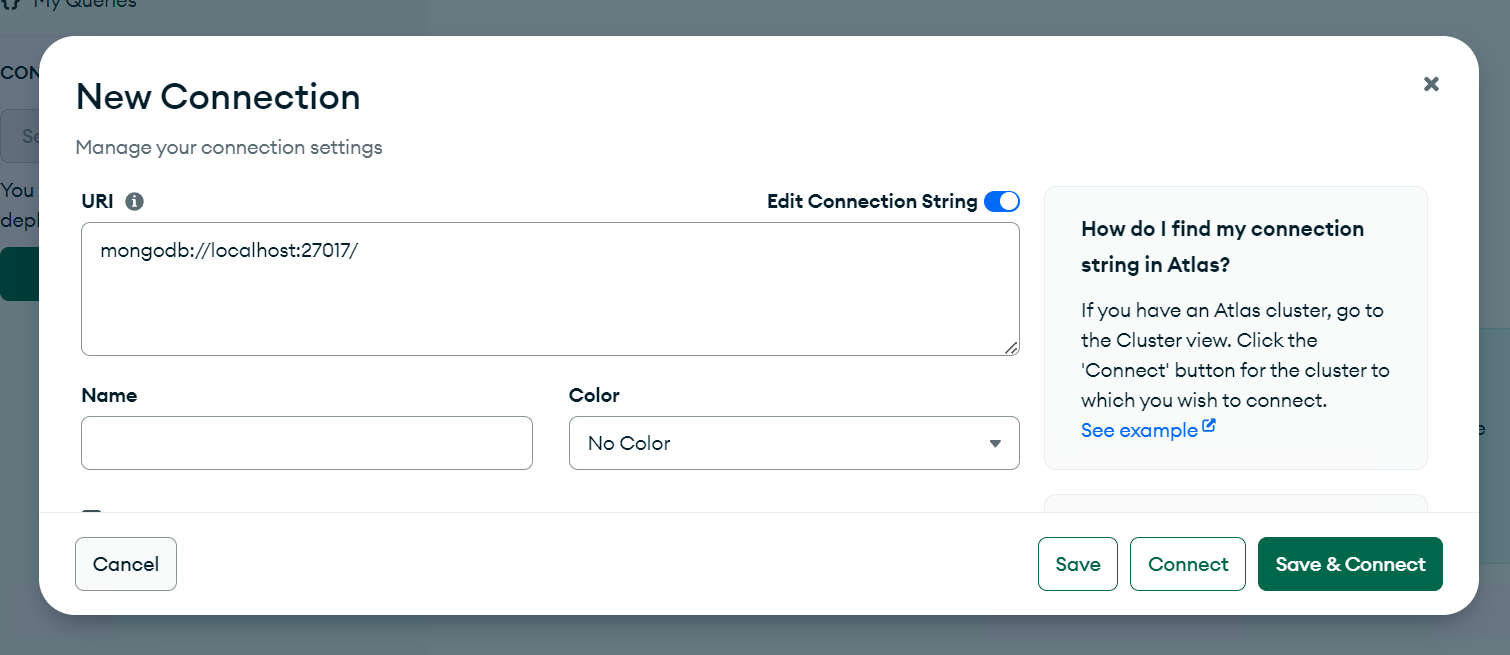 My Queries
CON
New Connection
Manage your connection settings
URI
Edit Connection String
mongodb://localhost:27017/
Name
Color
No Color
How do I find my connection
string in Atlas?
If you have an Atlas cluster, go to
the Cluster view. Click the
'Connect' button for the cluster to
which you wish to connect.
See example
Se
You
depl
e
Cancel
Save
Connect
Save & Connect